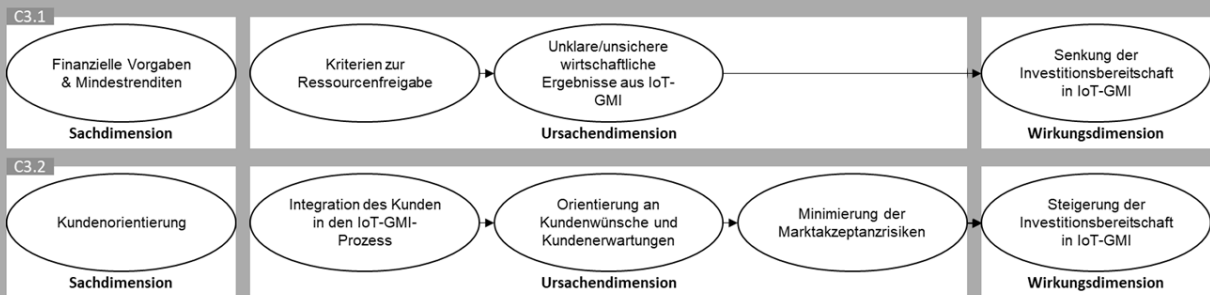 C3.1
Finanzielle Vorgaben
& Mindestrenditen
Sachdimension
Kriterien zur
Ressourcenfreigabe
Unklare/unsichere
wirtschaftliche
Ergebnisse aus IoT-
GMI
Ursachendimension
Senkung der
Investitionsbereitschaft
in IoT-GMI
Wirkungsdimension
C3.2
Kundenorientierung
Sachdimension
Integration des Kunden
in den IoT-GMI-
Prozess
Orientierung an
Kundenwünsche und
Kundenerwartungen
Minimierung der
Marktakzeptanzrisiken
Ursachendimension
Steigerung der
Investitionsbereitschaft
in IoT-GMI
Wirkungsdimension